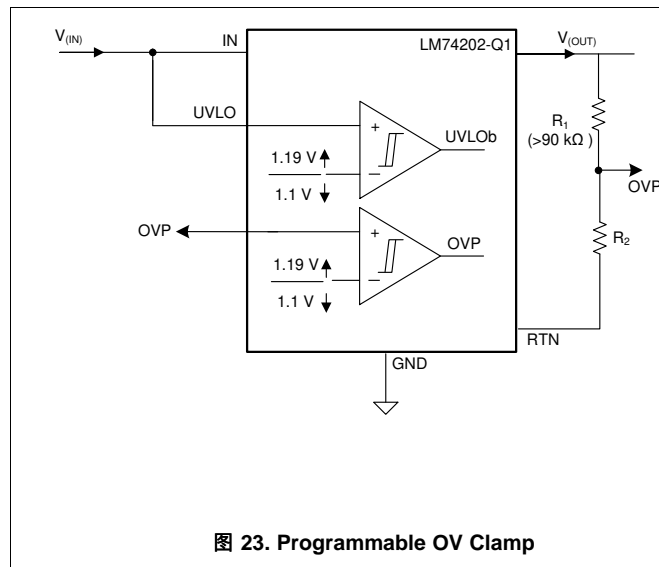 V(IN)
IN
LM74202-Q1
V(OUT)
UVLO
+
UVLOb
R1
(>90 kΩ )
1.19 V
–
1.1 V
OVP
OVP
+
OVP
R2
1.19 V
–
1.1 V
RTN
GND
图 23. Programmable OV Clamp